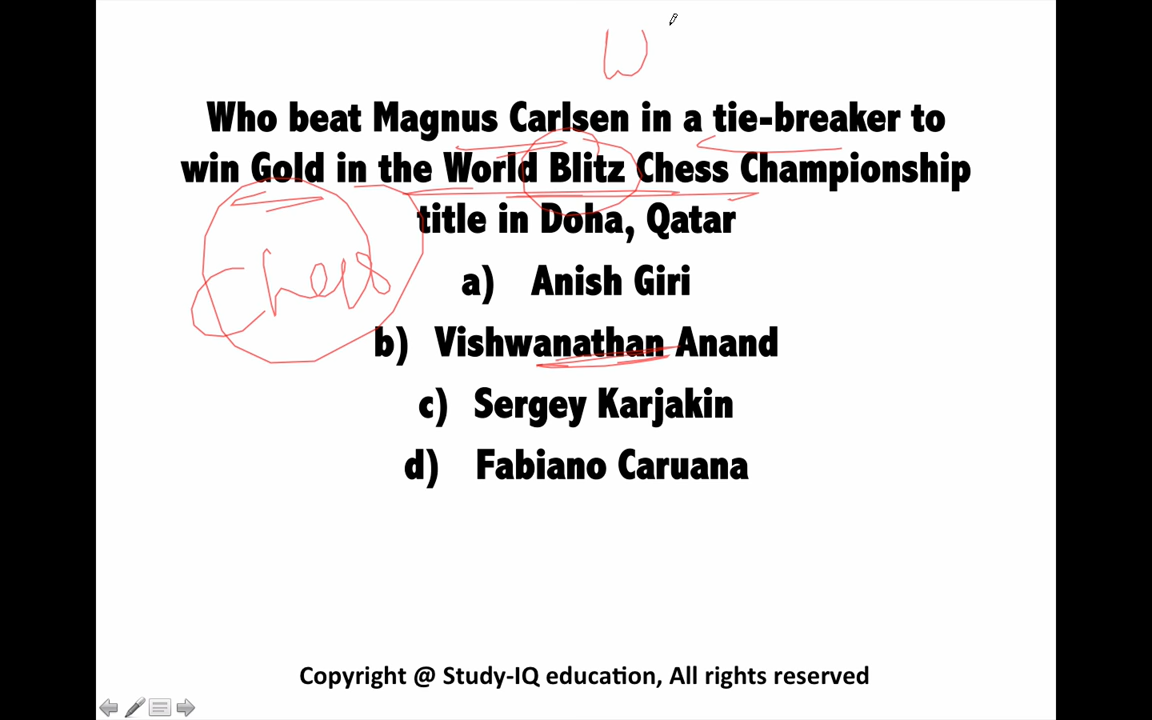 W
Who beat Magnus Carlsen in a tie-breaker to
win Gold in the World Blitz Chess Championship
title in Doha, Qatar
Chess
a) Anish Giri
b) Vishwanathan Anand
c) Sergey Karjakin
d) Fabiano Caruana
Copyright @ Study-IQ education, All rights reserved